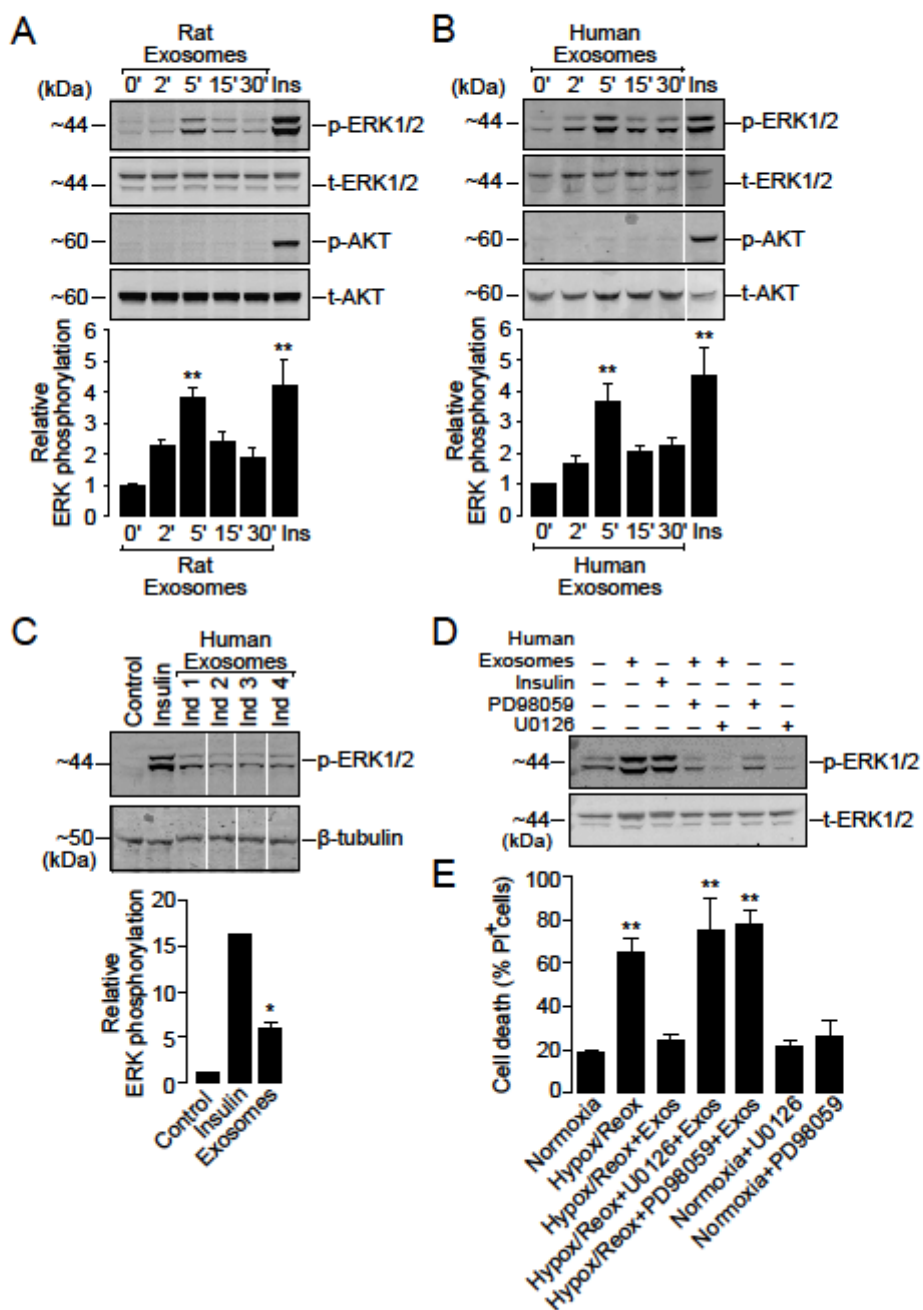 A
Rat
Exosomes
(kDa) 0' 2' 5' 15' 30' Ins
~44 p-ERK1/2
~44 t-ERK1/2
~60 p-AKT
~60 t-AKT
Relative
ERK phosphorylation
6
5
4
3
2
1
0
** **
0' 2' 5' 15' 30' Ins
Rat
Exosomes
B
Human
Exosomes
(kDa) 0' 2' 5' 15' 30' Ins
~44 p-ERK1/2
~44 t-ERK1/2
~60 p-AKT
~60 t-AKT
Relative
ERK phosphorylation
6
5
4
3
2
1
0
** **
0' 2' 5' 15' 30' Ins
Human
Exosomes
C
Human
Exosomes
Control Insulin Ind 1 Ind 2 Ind 3 Ind 4
~44 p-ERK1/2
~50 β-tubulin
(kDa)
Relative
ERK phosphorylation
20
15
10
5
0
*
Control Insulin Exosomes
D
Human
Exosomes – + – + + – –
Insulin – – + – – – –
PD98059 – – – + – + –
U0126 – – – – + – +
~44 p-ERK1/2
~44 t-ERK1/2
(kDa)
E
Cell death (% PI+cells)
100
80
60
40
20
0
** ** **
Normoxia
Hypox/Reox
Hypox/Reox+Exos
Hypox/Reox+U0126+Exos
Hypox/Reox+PD98059+Exos
Normoxia+U0126
Normoxia+PD98059